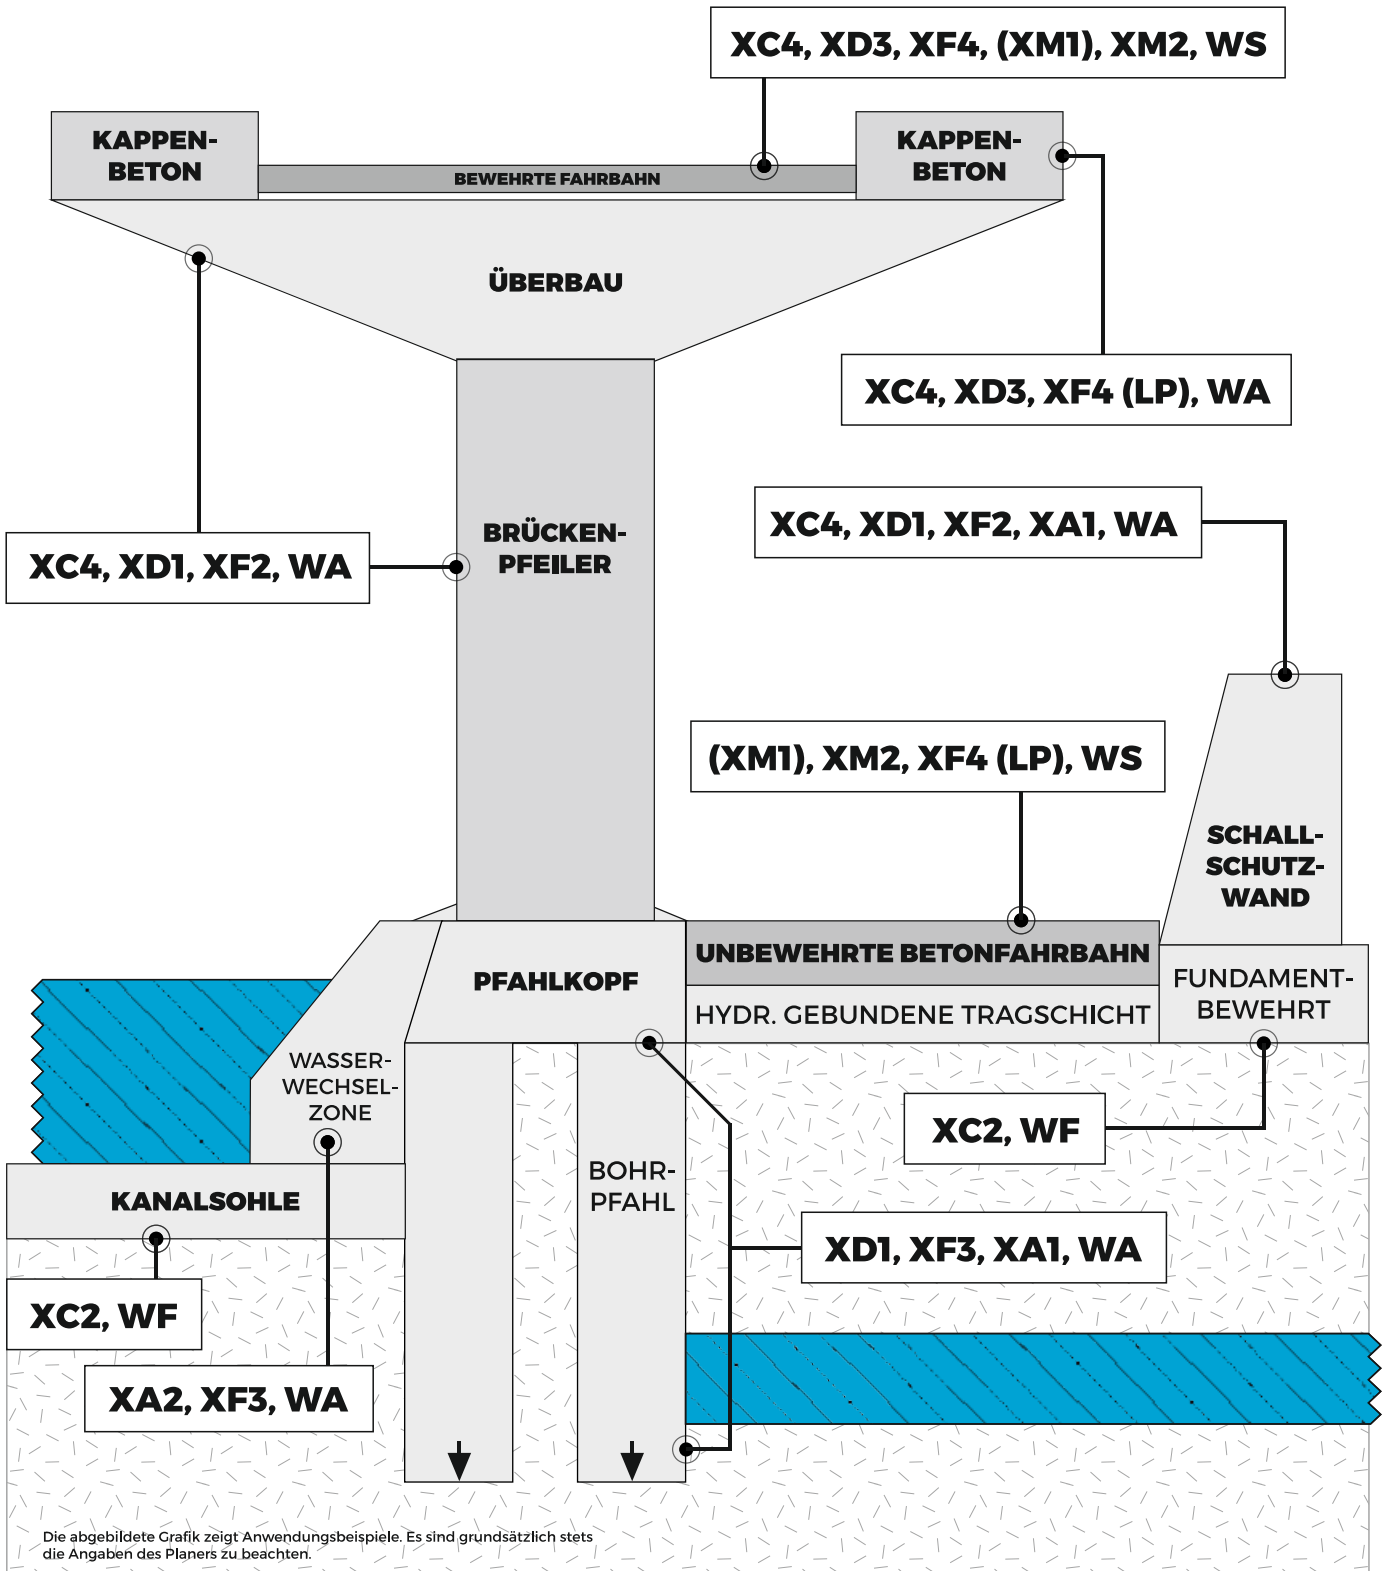 XC4, XD3, XF4, (XM1), XM2, WS
KAPPEN-
BETON
BEWEHRTE FAHRBAHN
KAPPEN-
BETON
ÜBERBAU
XC4, XD3, XF4 (LP), WA
XC4, XD1, XF2, XA1, WA
BRÜCKEN-
PFEILER
XC4, XD1, XF2, WA
(XM1), XM2, XF4 (LP), WS
SCHALL-
SCHUTZ-
WAND
UNBEWEHRTE BETONFAHRBAHN
PFAHLKOPF
FUNDAMENT-
BEWEHRT
HYDR. GEBUNDENE TRAGSCHICHT
WASSER-
WECHSEL-
ZONE
XC2, WF
BOHR-
PFAHL
KANALSOHLE
XD1, XF3, XA1, WA
XC2, WF
XA2, XF3, WA
Die abgebildete Grafik zeigt Anwendungsbeispiele. Es sind grundsätzlich stets
die Angaben des Planers zu beachten.